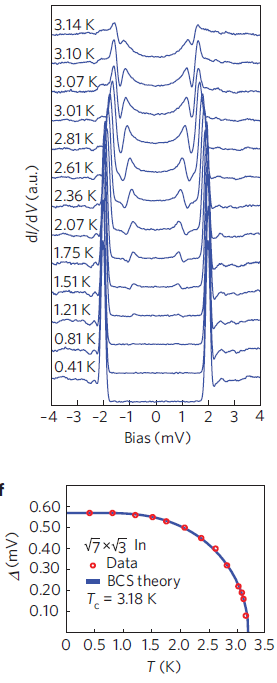 3.14 K
3.10 K
3.07 K
3.01 K
2.81 K
2.61 K
2.36 K
2.07 K
1.75 K
1.51 K
1.21 K
0.81 K
0.41 K
dI/dV (a.u.)
-4 -3 -2 -1 0 1 2 3 4
Bias (mV)
f
0.60
0.50
0.40
0.30
0.20
0.10
Δ (mV)
√7×√3 In
Data
BCS theory
Tc = 3.18 K
0 0.5 1.0 1.5 2.0 2.5 3.0 3.5
T (K)